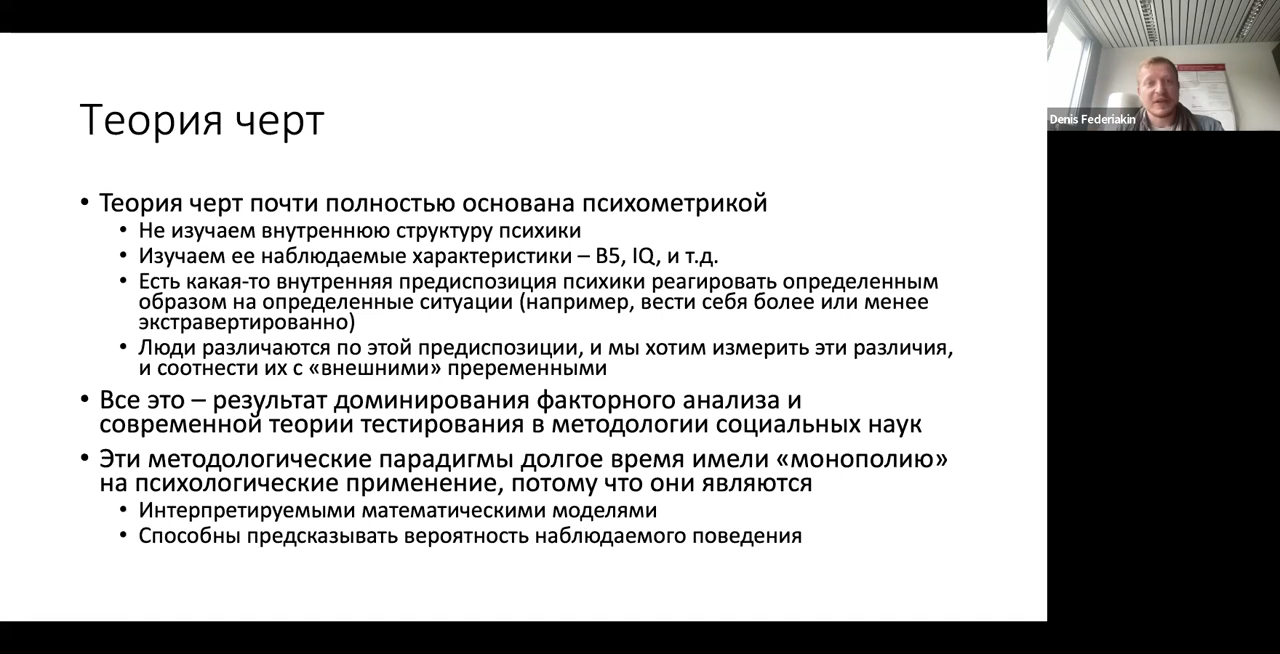 Теория черт
• Теория черт почти полностью основана психометрикой
• Не изучаем внутреннюю структуру психики
• Изучаем ее наблюдаемые характеристики – B5, IQ, и т.д.
• Есть какая-то внутренняя предиспозиция психики реагировать определенным
образом на определенные ситуации (например, вести себя более или менее
экстравертированно)
• Люди различаются по этой предиспозиции, и мы хотим измерить эти различия,
и соотнести их с «внешними» преременными
• Все это – результат доминирования факторного анализа и
современной теории тестирования в методологии социальных наук
• Эти методологические парадигмы долгое время имели «монополию»
на психологические применение, потому что они являются
• Интерпретируемыми математическими моделями
• Способны предсказывать вероятность наблюдаемого поведения
Denis Federiakin